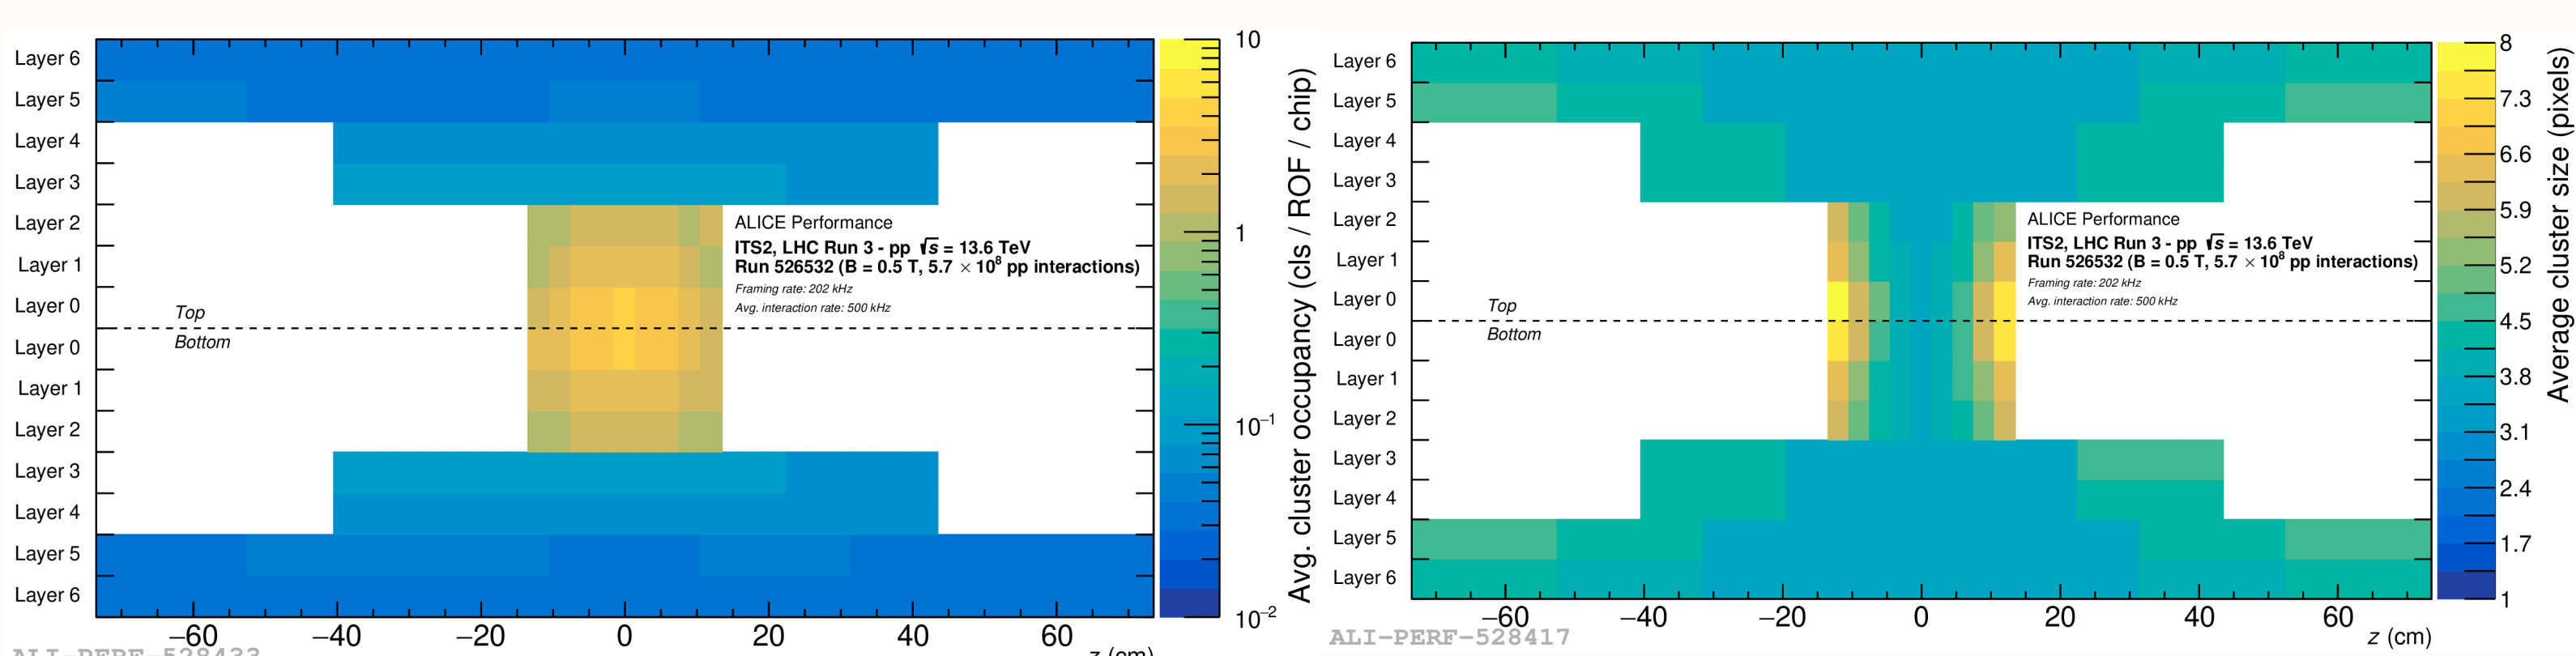 Layer 6
Layer 5
Layer 4
Layer 3
Layer 2
Layer 1
Layer 0
Layer 0
Layer 1
Layer 2
Layer 3
Layer 4
Layer 5
Layer 6
Top
Bottom
ALICE Performance
ITS2, LHC Run 3 - pp √s = 13.6 TeV
Run 526532 (B = 0.5 T, 5.7 × 10⁸ pp interactions)
Framing rate: 202 kHz
Avg. interaction rate: 500 kHz
−60 −40 −20 0 20 40 60
z (cm)
ALI−PERF−528433
10
1
10⁻¹
10⁻²
Avg. cluster occupancy (cls / ROF / chip)
Layer 6
Layer 5
Layer 4
Layer 3
Layer 2
Layer 1
Layer 0
Layer 0
Layer 1
Layer 2
Layer 3
Layer 4
Layer 5
Layer 6
Top
Bottom
ALICE Performance
ITS2, LHC Run 3 - pp √s = 13.6 TeV
Run 526532 (B = 0.5 T, 5.7 × 10⁸ pp interactions)
Framing rate: 202 kHz
Avg. interaction rate: 500 kHz
−60 −40 −20 0 20 40 60
z (cm)
ALI−PERF−528417
8
7.3
6.6
5.9
5.2
4.5
3.8
3.1
2.4
1.7
1
Average cluster size (pixels)